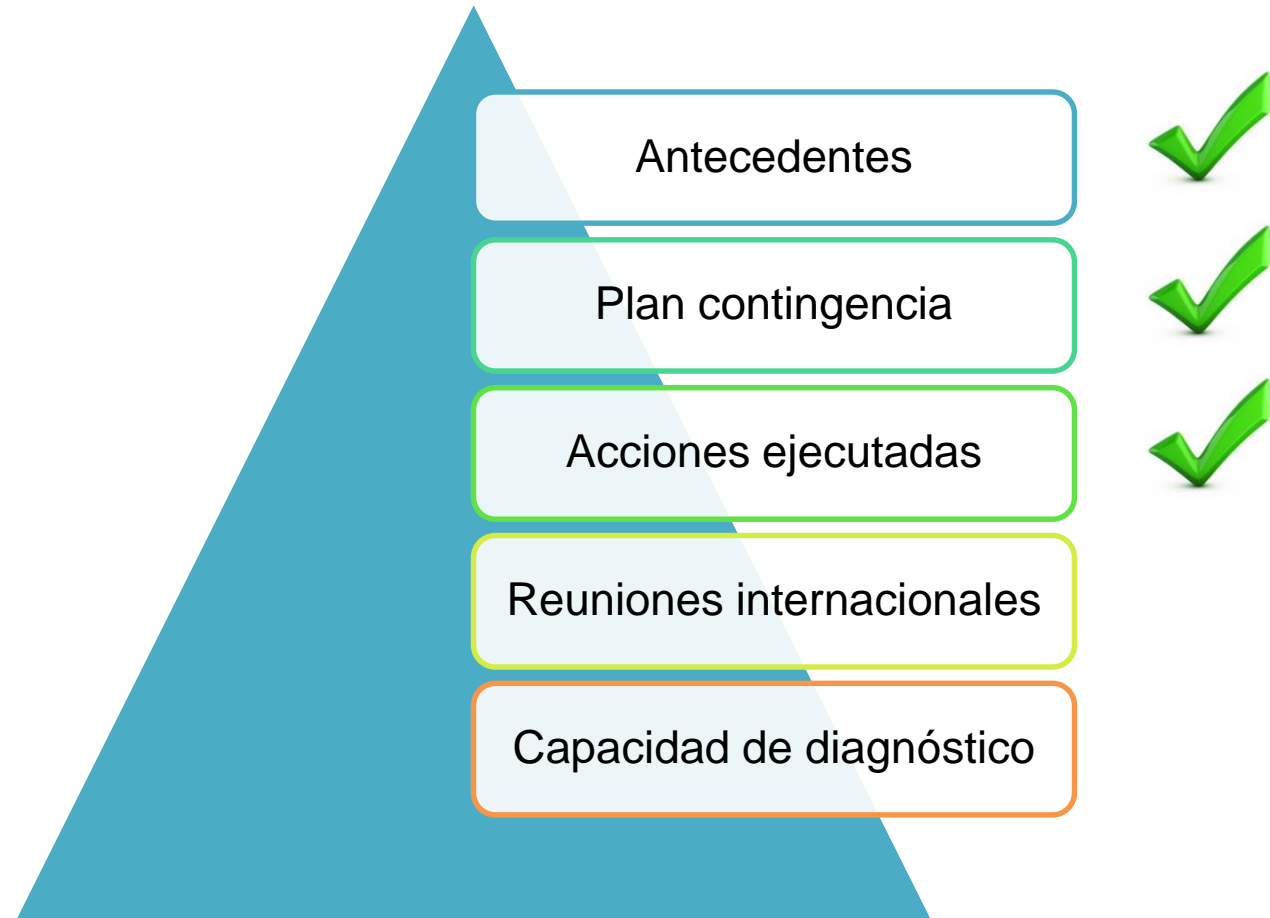 Antecedentes
Plan contingencia
Acciones ejecutadas
Reuniones internacionales
Capacidad de diagnóstico